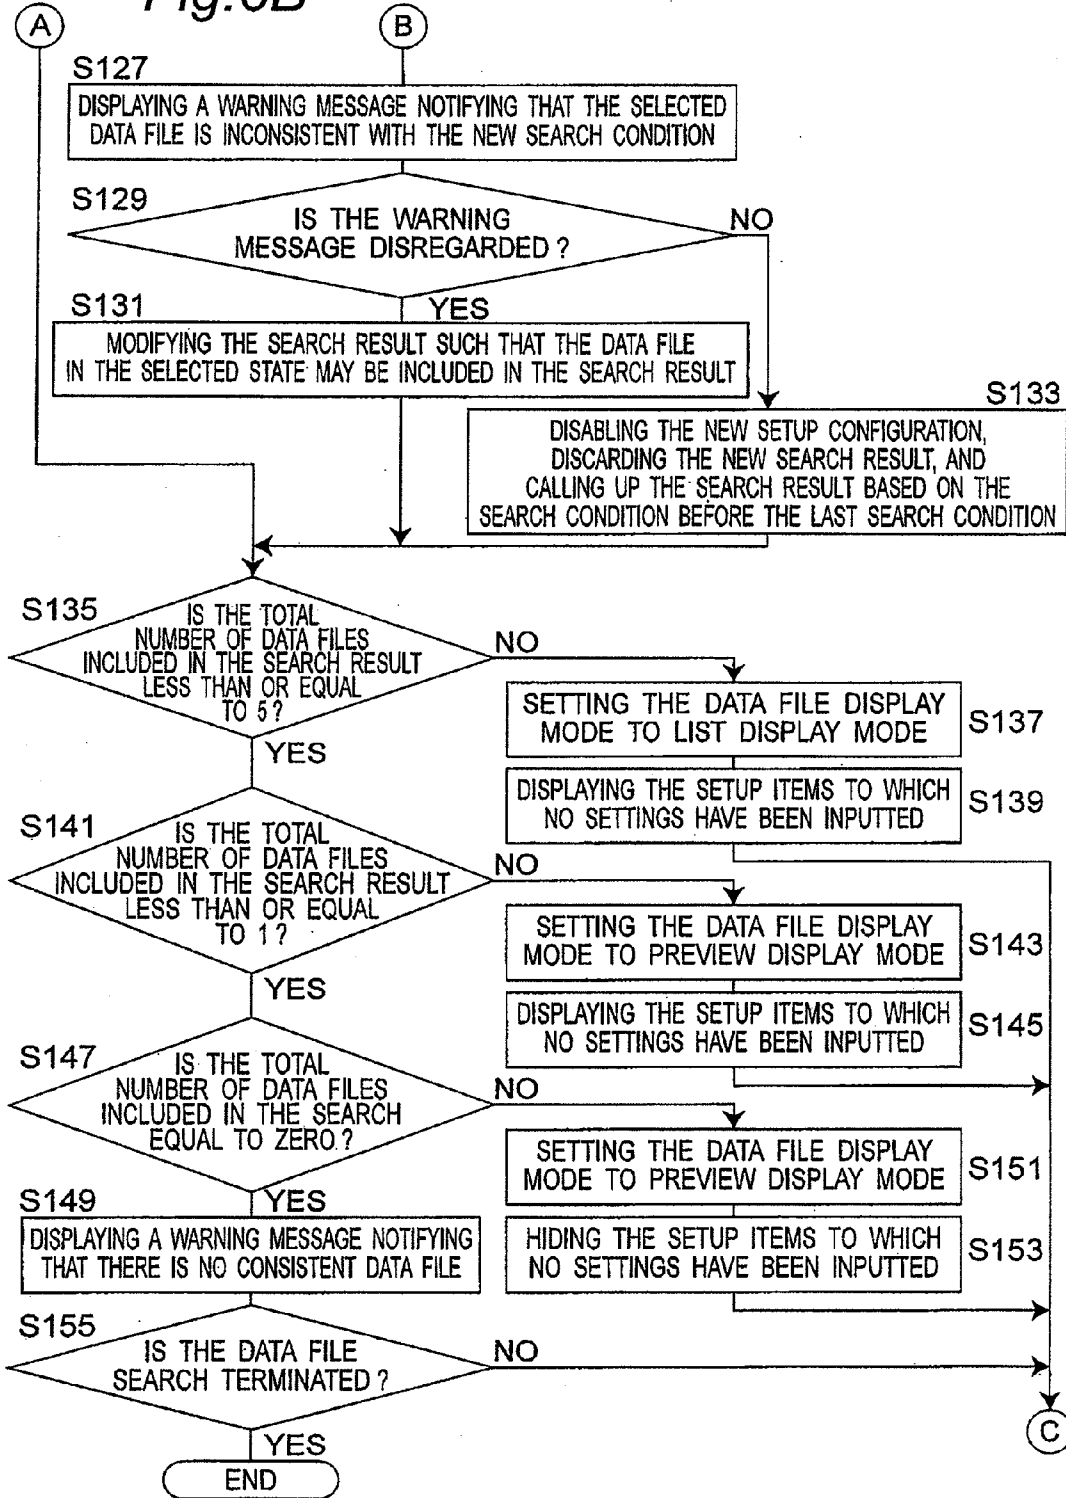 Fig.6B
A
B
S127
DISPLAYING A WARNING MESSAGE NOTIFYING THAT THE SELECTED
DATA FILE IS INCONSISTENT WITH THE NEW SEARCH CONDITION
S129
IS THE WARNING
MESSAGE DISREGARDED ?
NO
YES
S131
MODIFYING THE SEARCH RESULT SUCH THAT THE DATA FILE
IN THE SELECTED STATE MAY BE INCLUDED IN THE SEARCH RESULT
S133
DISABLING THE NEW SETUP CONFIGURATION,
DISCARDING THE NEW SEARCH RESULT, AND
CALLING UP THE SEARCH RESULT BASED ON THE
SEARCH CONDITION BEFORE THE LAST SEARCH CONDITION
S135
IS THE TOTAL
NUMBER OF DATA FILES
INCLUDED IN THE SEARCH RESULT
LESS THAN OR EQUAL
TO 5?
NO
YES
SETTING THE DATA FILE DISPLAY
MODE TO LIST DISPLAY MODE
S137
DISPLAYING THE SETUP ITEMS TO WHICH
NO SETTINGS HAVE BEEN INPUTTED
S139
S141
IS THE TOTAL
NUMBER OF DATA FILES
INCLUDED IN THE SEARCH RESULT
LESS THAN OR EQUAL
TO 1?
NO
YES
SETTING THE DATA FILE DISPLAY
MODE TO PREVIEW DISPLAY MODE
S143
DISPLAYING THE SETUP ITEMS TO WHICH
NO SETTINGS HAVE BEEN INPUTTED
S145
S147
IS THE TOTAL
NUMBER OF DATA FILES
INCLUDED IN THE SEARCH
EQUAL TO ZERO?
NO
YES
SETTING THE DATA FILE DISPLAY
MODE TO PREVIEW DISPLAY MODE
S151
HIDING THE SETUP ITEMS TO WHICH
NO SETTINGS HAVE BEEN INPUTTED
S153
S149
DISPLAYING A WARNING MESSAGE NOTIFYING
THAT THERE IS NO CONSISTENT DATA FILE
S155
IS THE DATA FILE
SEARCH TERMINATED ?
NO
YES
C
END